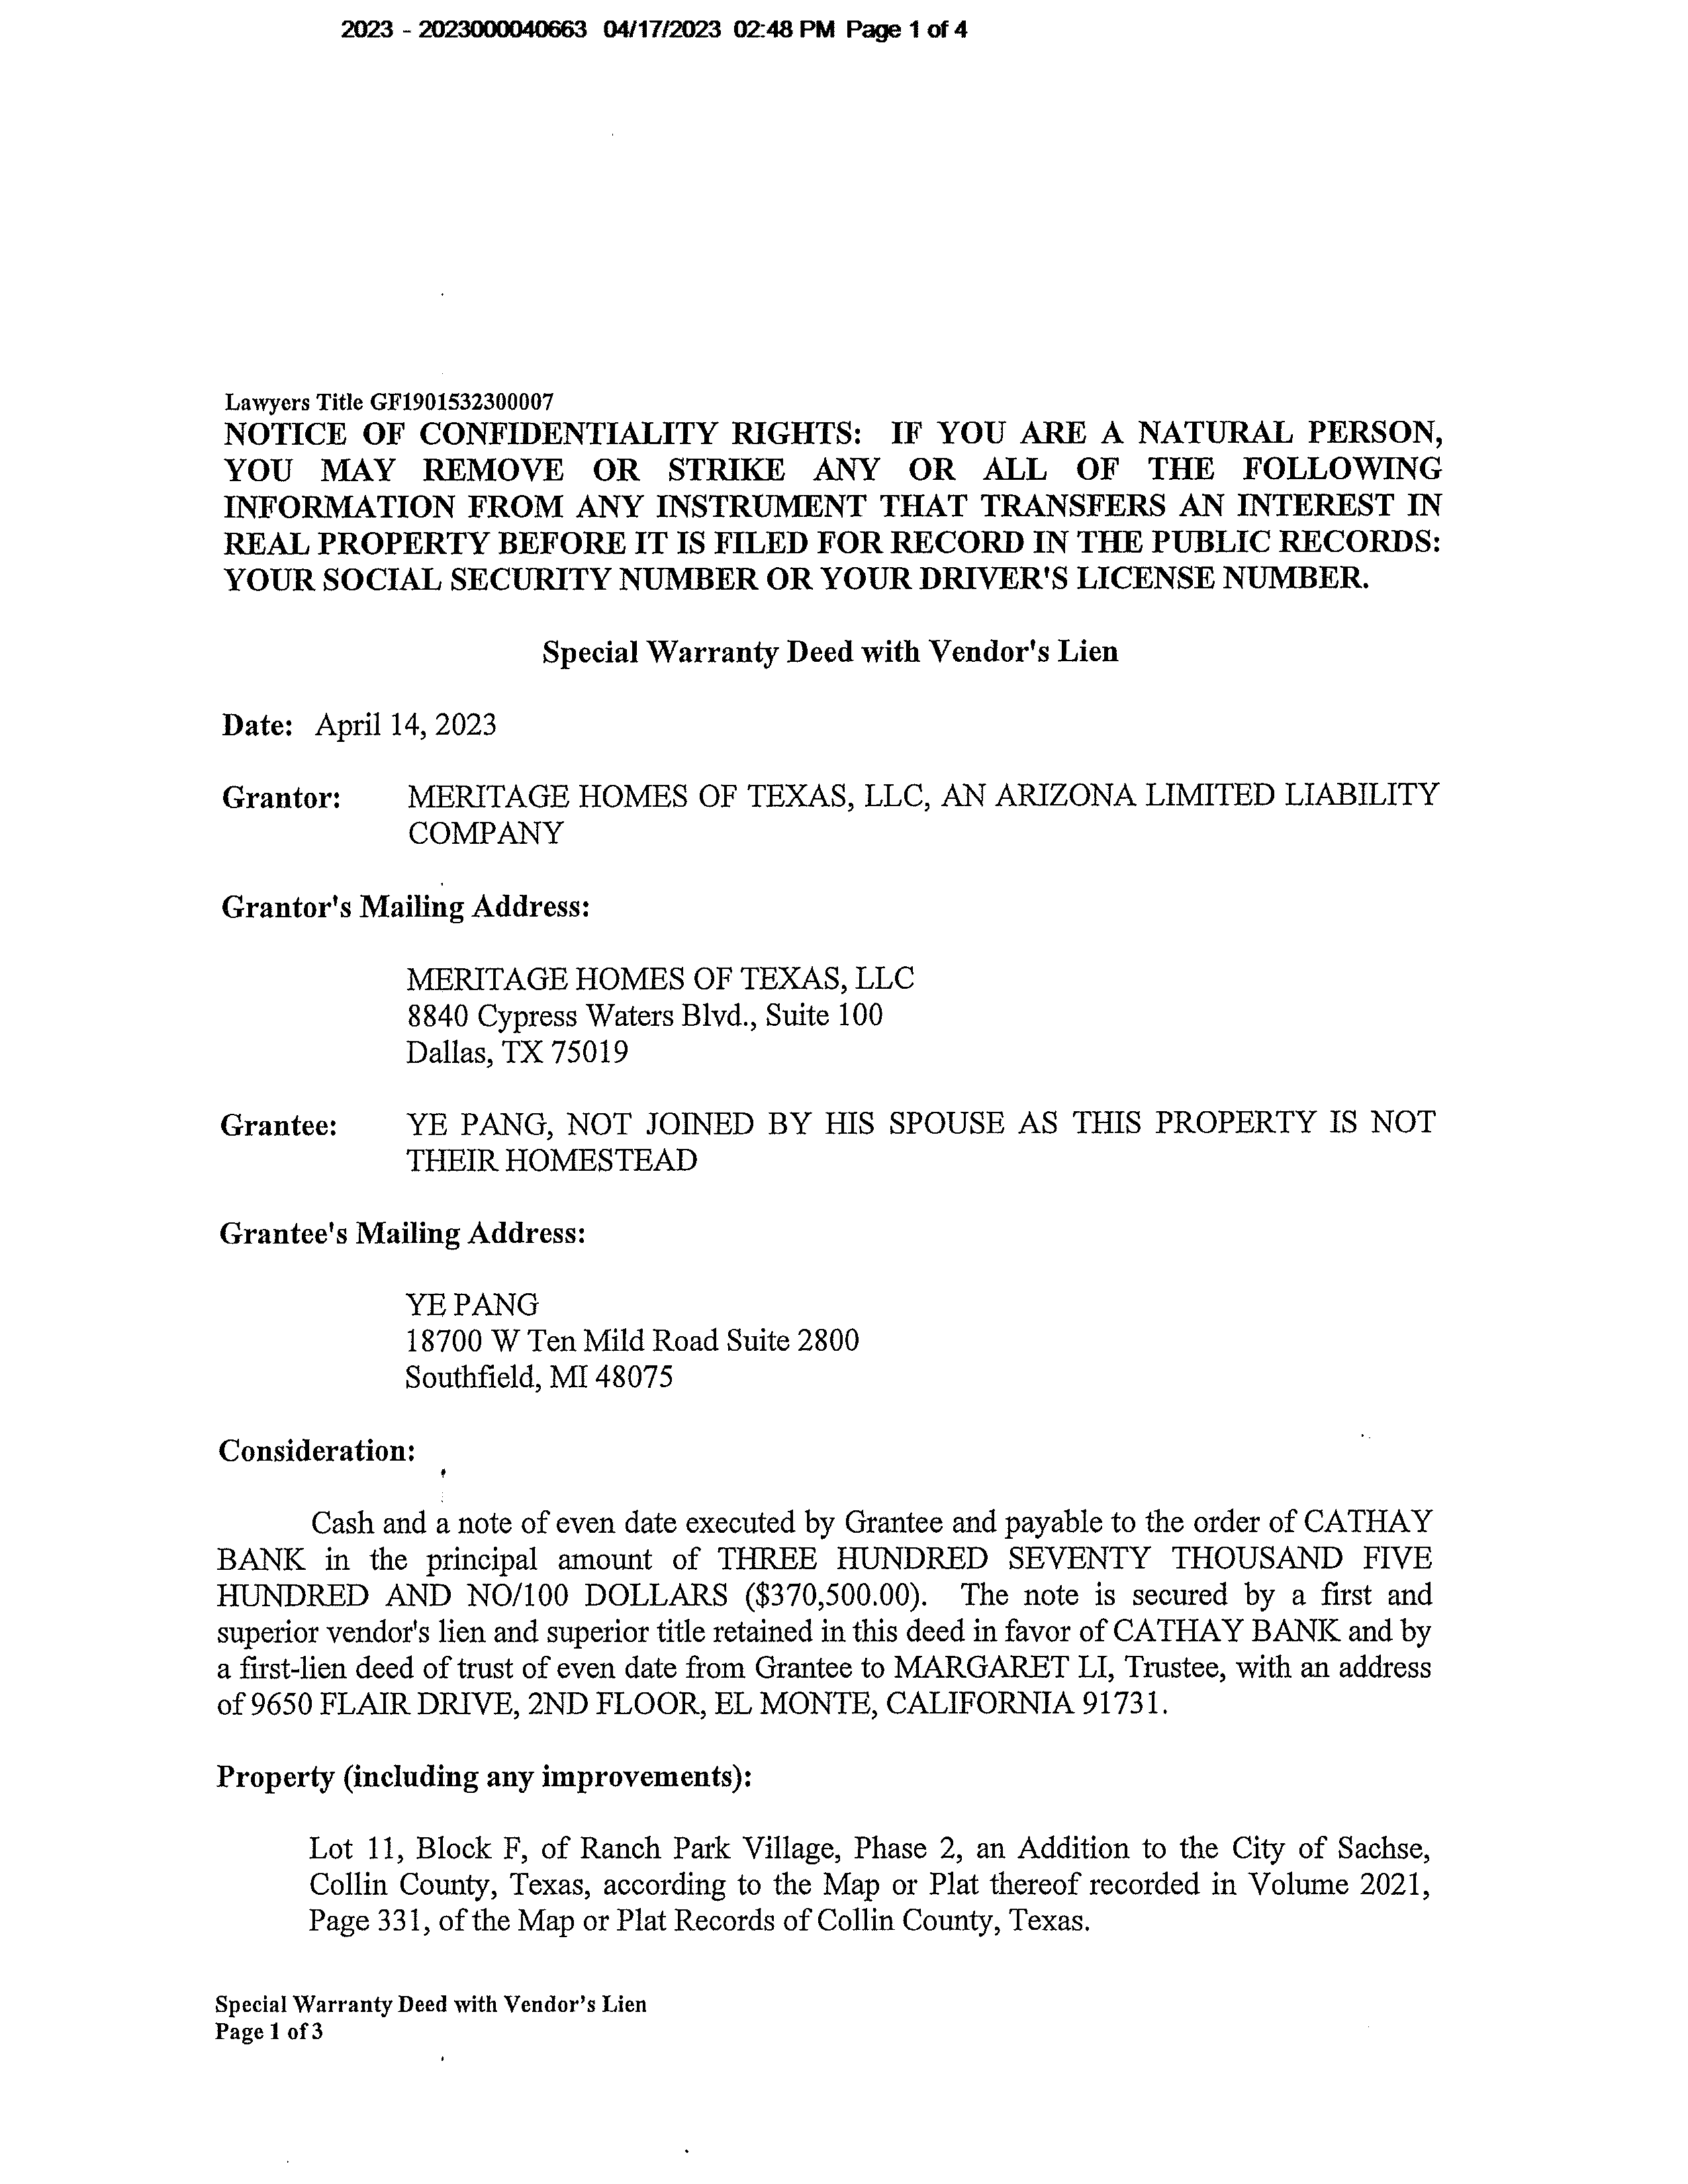 2023 - 2023000040663 04/17/2023 02:48 PM Page 1 of 4
Lawyers Title GF1901532300007
NOTICE OF CONFIDENTIALITY RIGHTS: IF YOU ARE A NATURAL PERSON,
YOU MAY REMOVE OR STRIKE ANY OR ALL OF THE FOLLOWING
INFORMATION FROM ANY INSTRUMENT THAT TRANSFERS AN INTEREST IN
REAL PROPERTY BEFORE IT IS FILED FOR RECORD IN THE PUBLIC RECORDS:
YOUR SOCIAL SECURITY NUMBER OR YOUR DRIVER'S LICENSE NUMBER.
Special Warranty Deed with Vendor's Lien
Date: April 14, 2023
Grantor: MERITAGE HOMES OF TEXAS, LLC, AN ARIZONA LIMITED LIABILITY
COMPANY
Grantor's Mailing Address:
MERITAGE HOMES OF TEXAS, LLC
8840 Cypress Waters Blvd., Suite 100
Dallas, TX 75019
Grantee: YE PANG, NOT JOINED BY HIS SPOUSE AS THIS PROPERTY IS NOT
THEIR HOMESTEAD
Grantee's Mailing Address:
YE PANG
18700 W Ten Mild Road Suite 2800
Southfield, MI 48075
Consideration:
Cash and a note of even date executed by Grantee and payable to the order of CATHAY
BANK in the principal amount of THREE HUNDRED SEVENTY THOUSAND FIVE
HUNDRED AND NO/100 DOLLARS ($370,500.00). The note is secured by a first and
superior vendor's lien and superior title retained in this deed in favor of CATHAY BANK and by
a first-lien deed of trust of even date from Grantee to MARGARET LI, Trustee, with an address
of 9650 FLAIR DRIVE, 2ND FLOOR, EL MONTE, CALIFORNIA 91731.
Property (including any improvements):
Lot 11, Block F, of Ranch Park Village, Phase 2, an Addition to the City of Sachse,
Collin County, Texas, according to the Map or Plat thereof recorded in Volume 2021,
Page 331, of the Map or Plat Records of Collin County, Texas.
Special Warranty Deed with Vendor's Lien
Page 1 of 3